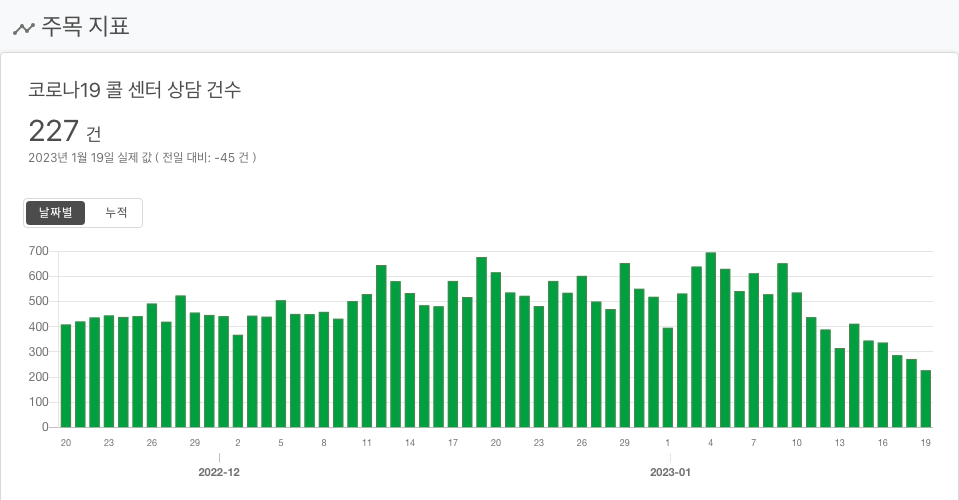 주목 지표
코로나19 콜 센터 상담 건수
227 건
2023년 1월 19일 실제 값 ( 전일 대비: -45 건 )
날짜별 누적
700
600
500
400
300
200
100
0
20 23 26 29 2 5 8 11 14 17 20 23 26 29 1 4 7 10 13 16 19
2022-12 2023-01